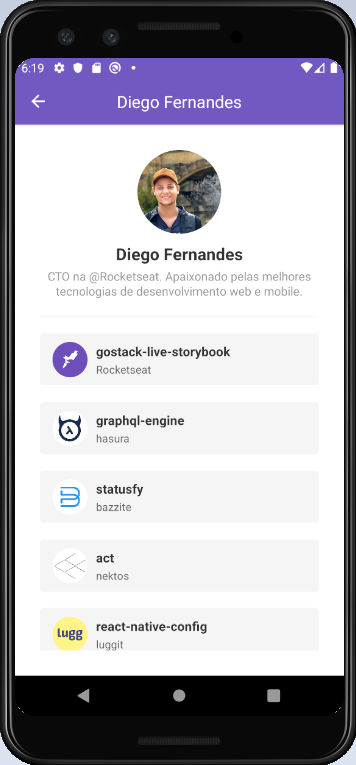 6:19
Diego Fernandes
Diego Fernandes
CTO na @Rocketseat. Apaixonado pelas melhores
tecnologias de desenvolvimento web e mobile.
gostack-live-storybook
Rocketseat
graphql-engine
hasura
statusfy
bazzite
act
nektos
lugg
react-native-config
luggit